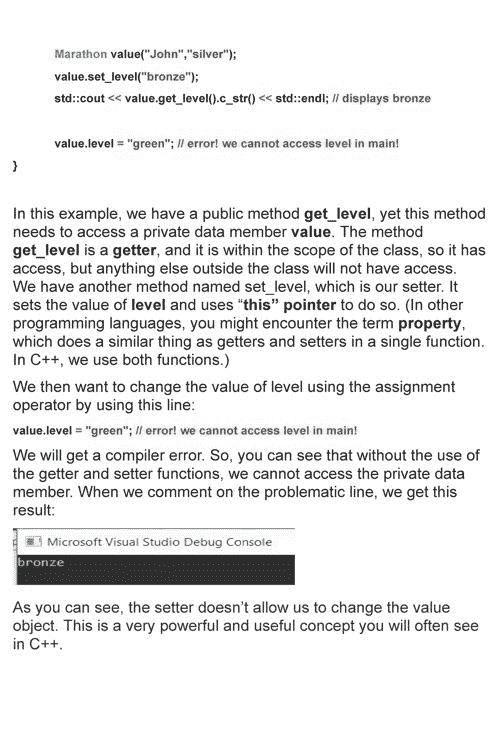 Marathon value("John","silver");
value.set_level("bronze");
std::cout << value.get_level().c_str() << std::endl; // displays bronze
value.level = "green"; // error! we cannot access level in main!
}
In this example, we have a public method get_level, yet this method
needs to access a private data member value. The method
get_level is a getter, and it is within the scope of the class, so it has
access, but anything else outside the class will not have access.
We have another method named set_level, which is our setter. It
sets the value of level and uses “this” pointer to do so. (In other
programming languages, you might encounter the term property,
which does a similar thing as getters and setters in a single function.
In C++, we use both functions.)
We then want to change the value of level using the assignment
operator by using this line:
value.level = "green"; // error! we cannot access level in main!
We will get a compiler error. So, you can see that without the use of
the getter and setter functions, we cannot access the private data
member. When we comment on the problematic line, we get this
result:
Microsoft Visual Studio Debug Console
bronze
As you can see, the setter doesn’t allow us to change the value
object. This is a very powerful and useful concept you will often see
in C++.